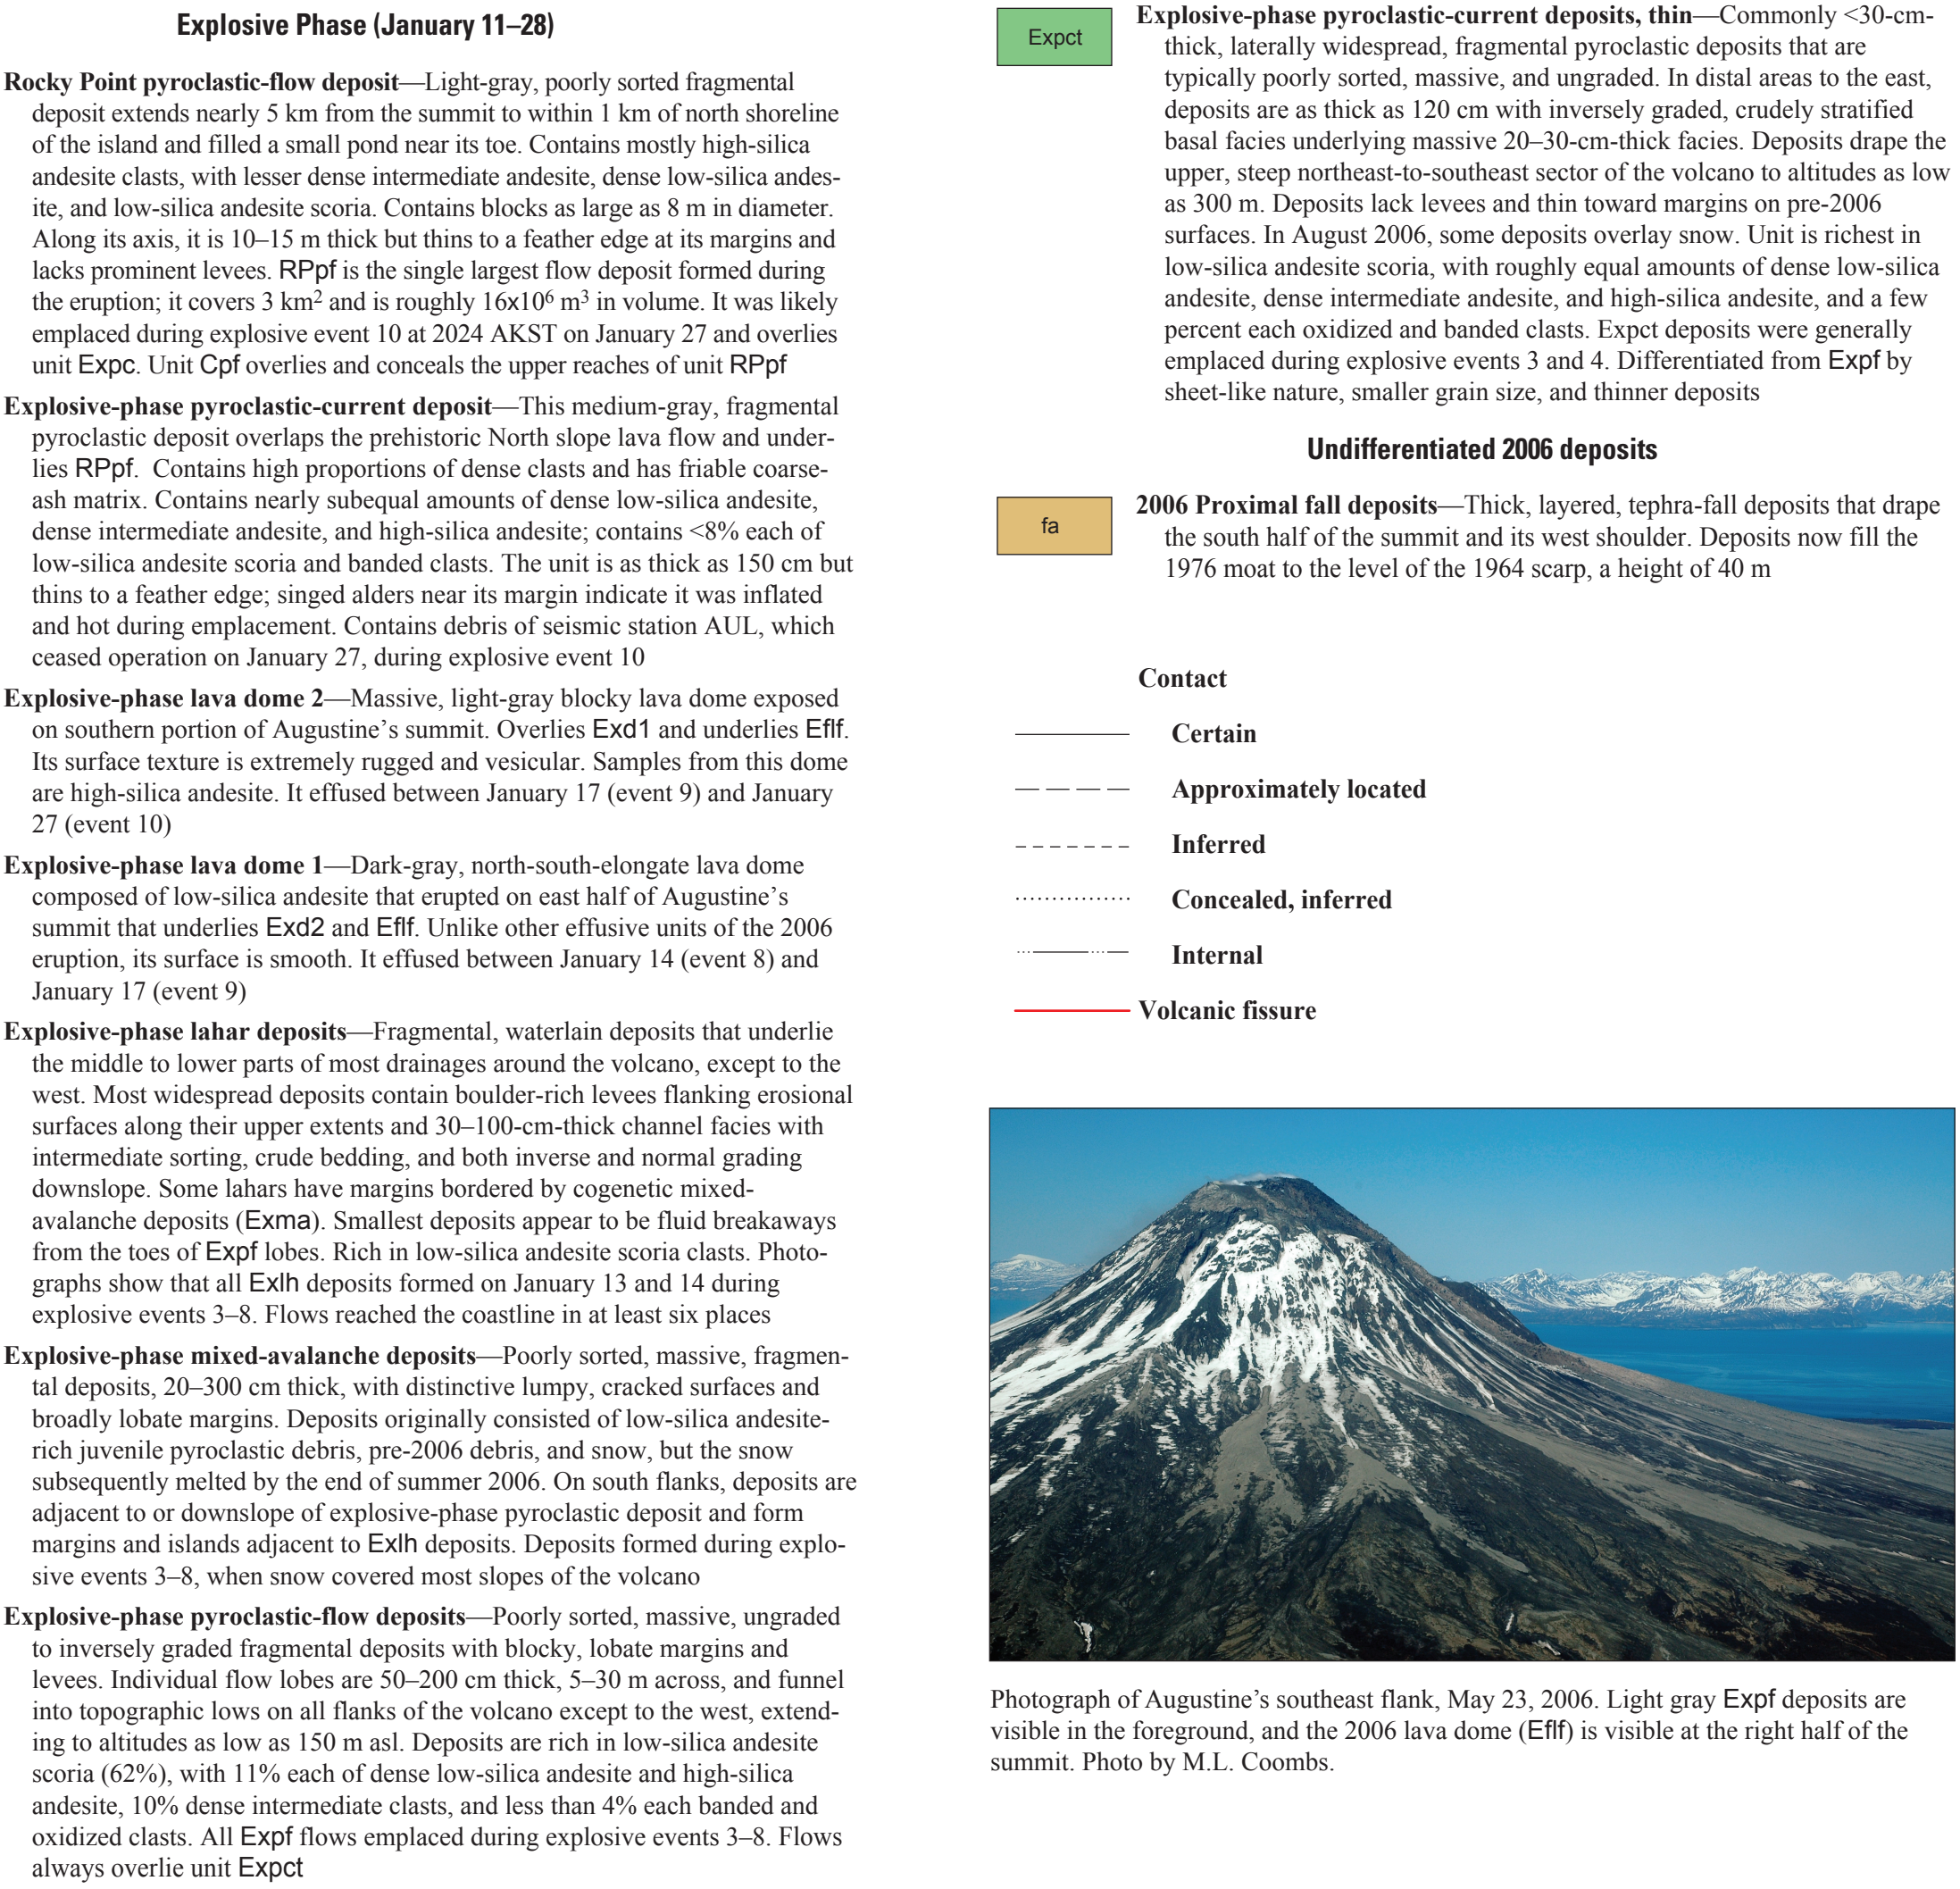 Explosive Phase (January 11–28)
Rocky Point pyroclastic-flow deposit—Light-gray, poorly sorted fragmental
deposit extends nearly 5 km from the summit to within 1 km of north shoreline
of the island and filled a small pond near its toe. Contains mostly high-silica
andesite clasts, with lesser dense intermediate andesite, dense low-silica andes-
ite, and low-silica andesite scoria. Contains blocks as large as 8 m in diameter.
Along its axis, it is 10–15 m thick but thins to a feather edge at its margins and
lacks prominent levees. RPpf is the single largest flow deposit formed during
the eruption; it covers 3 km² and is roughly 16x10⁶ m³ in volume. It was likely
emplaced during explosive event 10 at 2024 AKST on January 27 and overlies
unit Expc. Unit Cpf overlies and conceals the upper reaches of unit RPpf
Explosive-phase pyroclastic-current deposit—This medium-gray, fragmental
pyroclastic deposit overlaps the prehistoric North slope lava flow and under-
lies RPpf.  Contains high proportions of dense clasts and has friable coarse-
ash matrix. Contains nearly subequal amounts of dense low-silica andesite,
dense intermediate andesite, and high-silica andesite; contains <8% each of
low-silica andesite scoria and banded clasts. The unit is as thick as 150 cm but
thins to a feather edge; singed alders near its margin indicate it was inflated
and hot during emplacement. Contains debris of seismic station AUL, which
ceased operation on January 27, during explosive event 10
Explosive-phase lava dome 2—Massive, light-gray blocky lava dome exposed
on southern portion of Augustine’s summit. Overlies Exd1 and underlies Eflf.
Its surface texture is extremely rugged and vesicular. Samples from this dome
are high-silica andesite. It effused between January 17 (event 9) and January
27 (event 10)
Explosive-phase lava dome 1—Dark-gray, north-south-elongate lava dome
composed of low-silica andesite that erupted on east half of Augustine’s
summit that underlies Exd2 and Eflf. Unlike other effusive units of the 2006
eruption, its surface is smooth. It effused between January 14 (event 8) and
January 17 (event 9)
Explosive-phase lahar deposits—Fragmental, waterlain deposits that underlie
the middle to lower parts of most drainages around the volcano, except to the
west. Most widespread deposits contain boulder-rich levees flanking erosional
surfaces along their upper extents and 30–100-cm-thick channel facies with
intermediate sorting, crude bedding, and both inverse and normal grading
downslope. Some lahars have margins bordered by cogenetic mixed-
avalanche deposits (Exma). Smallest deposits appear to be fluid breakaways
from the toes of Expf lobes. Rich in low-silica andesite scoria clasts. Photo-
graphs show that all Exlh deposits formed on January 13 and 14 during
explosive events 3–8. Flows reached the coastline in at least six places
Explosive-phase mixed-avalanche deposits—Poorly sorted, massive, fragmen-
tal deposits, 20–300 cm thick, with distinctive lumpy, cracked surfaces and
broadly lobate margins. Deposits originally consisted of low-silica andesite-
rich juvenile pyroclastic debris, pre-2006 debris, and snow, but the snow
subsequently melted by the end of summer 2006. On south flanks, deposits are
adjacent to or downslope of explosive-phase pyroclastic deposit and form
margins and islands adjacent to Exlh deposits. Deposits formed during explo-
sive events 3–8, when snow covered most slopes of the volcano
Explosive-phase pyroclastic-flow deposits—Poorly sorted, massive, ungraded
to inversely graded fragmental deposits with blocky, lobate margins and
levees. Individual flow lobes are 50–200 cm thick, 5–30 m across, and funnel
into topographic lows on all flanks of the volcano except to the west, extend-
ing to altitudes as low as 150 m asl. Deposits are rich in low-silica andesite
scoria (62%), with 11% each of dense low-silica andesite and high-silica
andesite, 10% dense intermediate clasts, and less than 4% each banded and
oxidized clasts. All Expf flows emplaced during explosive events 3–8. Flows
always overlie unit Expct
Expct
Explosive-phase pyroclastic-current deposits, thin—Commonly <30-cm-
thick, laterally widespread, fragmental pyroclastic deposits that are
typically poorly sorted, massive, and ungraded. In distal areas to the east,
deposits are as thick as 120 cm with inversely graded, crudely stratified
basal facies underlying massive 20–30-cm-thick facies. Deposits drape the
upper, steep northeast-to-southeast sector of the volcano to altitudes as low
as 300 m. Deposits lack levees and thin toward margins on pre-2006
surfaces. In August 2006, some deposits overlay snow. Unit is richest in
low-silica andesite scoria, with roughly equal amounts of dense low-silica
andesite, dense intermediate andesite, and high-silica andesite, and a few
percent each oxidized and banded clasts. Expct deposits were generally
emplaced during explosive events 3 and 4. Differentiated from Expf by
sheet-like nature, smaller grain size, and thinner deposits
Undifferentiated 2006 deposits
fa
2006 Proximal fall deposits—Thick, layered, tephra-fall deposits that drape
the south half of the summit and its west shoulder. Deposits now fill the
1976 moat to the level of the 1964 scarp, a height of 40 m
Contact
Certain
Approximately located
Inferred
Concealed, inferred
Internal
Volcanic fissure
Photograph of Augustine’s southeast flank, May 23, 2006. Light gray Expf deposits are
visible in the foreground, and the 2006 lava dome (Eflf) is visible at the right half of the
summit. Photo by M.L. Coombs.